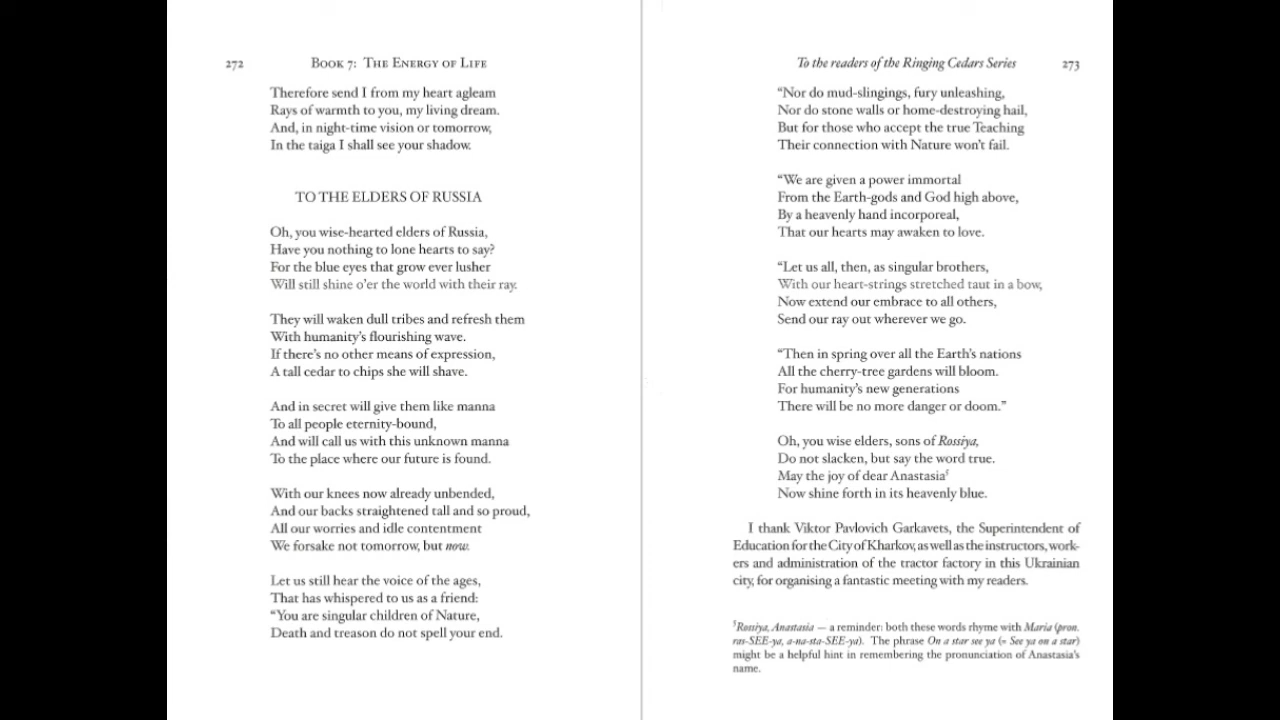 272 Book 7: The Energy of Life
Therefore send I from my heart agleam
Rays of warmth to you, my living dream.
And, in night-time vision or tomorrow,
In the taiga I shall see your shadow.
TO THE ELDERS OF RUSSIA
Oh, you wise-hearted elders of Russia,
Have you nothing to lone hearts to say?
For the blue eyes that grow ever lusher
Will still shine o'er the world with their ray.
They will waken dull tribes and refresh them
With humanity's flourishing wave.
If there's no other means of expression,
A tall cedar to chips she will shave.
And in secret will give them like manna
To all people eternity-bound,
And will call us with this unknown manna
To the place where our future is found.
With our knees now already unbended,
And our backs straightened tall and so proud,
All our worries and idle contentment
We forsake not tomorrow, but now.
Let us still hear the voice of the ages,
That has whispered to us as a friend:
“You are singular children of Nature,
Death and treason do not spell your end.
To the readers of the Ringing Cedars Series 273
“Nor do mud-slingings, fury unleashing,
Nor do stone walls or home-destroying hail,
But for those who accept the true Teaching
Their connection with Nature won't fail.
“We are given a power immortal
From the Earth-gods and God high above,
By a heavenly hand incorporeal,
That our hearts may awaken to love.
“Let us all, then, as singular brothers,
With our heart-strings stretched taut in a bow,
Now extend our embrace to all others,
Send our ray out wherever we go.
“Then in spring over all the Earth's nations
All the cherry-tree gardens will bloom.
For humanity's new generations
There will be no more danger or doom.”
Oh, you wise elders, sons of Rossiya,
Do not slacken, but say the word true.
May the joy of dear Anastasia⁵
Now shine forth in its heavenly blue.
I thank Viktor Pavlovich Garkavets, the Superintendent of
Education for the City of Kharkov, as well as the instructors, work-
ers and administration of the tractor factory in this Ukrainian
city, for organising a fantastic meeting with my readers.
⁵Rossiya, Anastasia — a reminder: both these words rhyme with Maria (pron.
ras-SEE-ya, a-na-sta-SEE-ya). The phrase On a star see ya (= See ya on a star)
might be a helpful hint in remembering the pronunciation of Anastasia's
name.